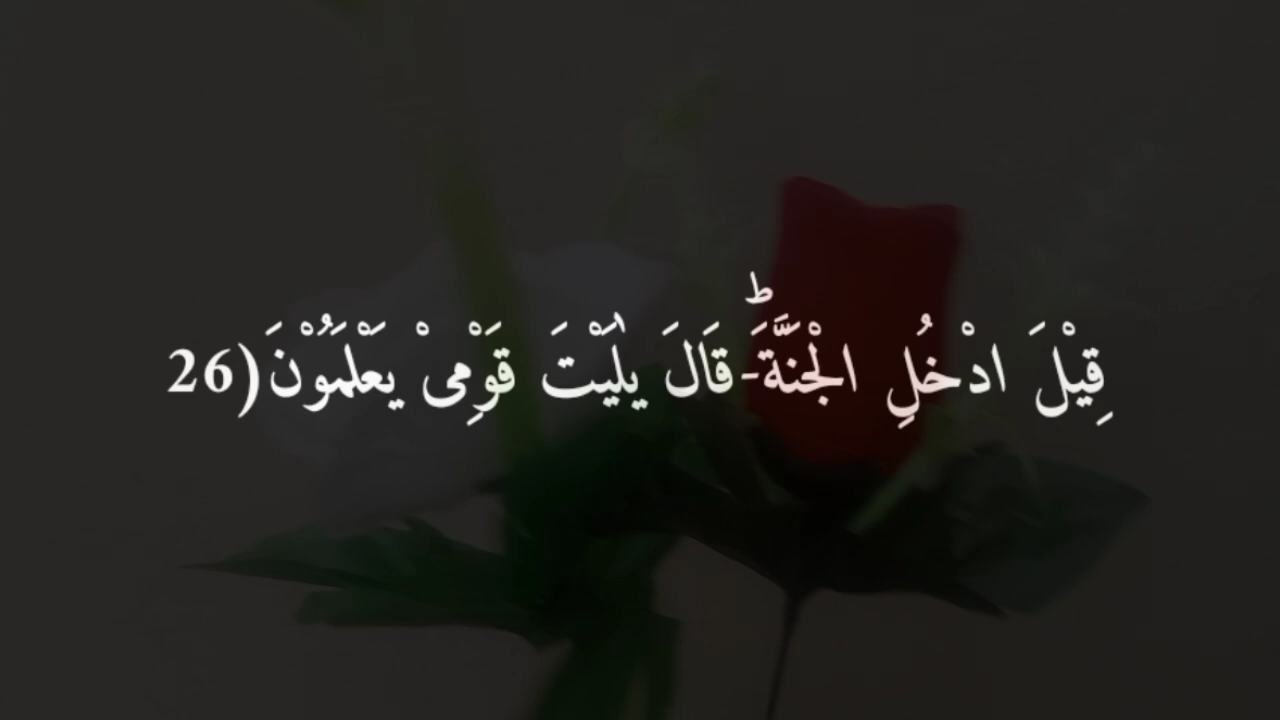 قِیْلَ ادْخُلِ الْجَنَّةَؕ-قَالَ یٰلَیْتَ قَوْمِیْ یَعْلَمُوْنَ(26